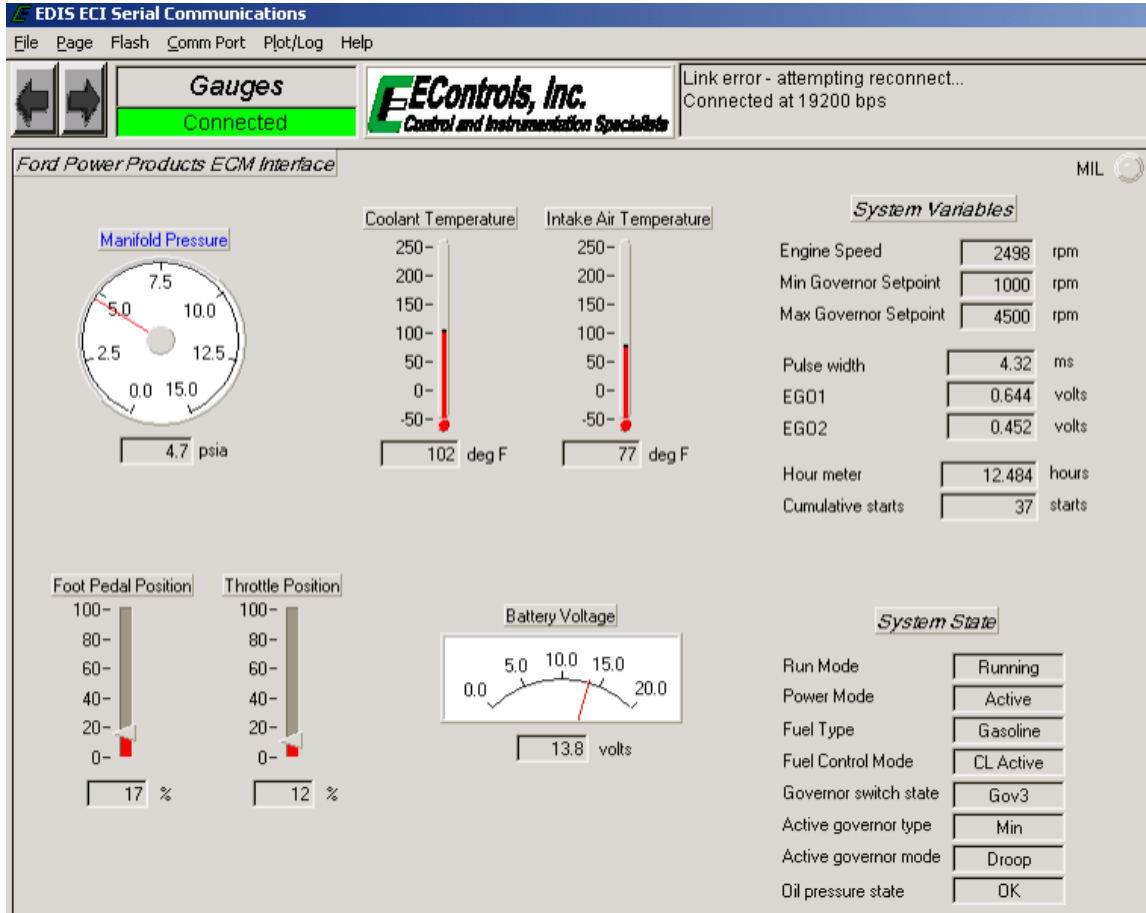 EDIS ECI Serial Communications
File Page Flash Comm Port Plot/Log Help
Gauges
Connected
EControls, Inc.
Control and Instrumentation Specialists
Link error - attempting reconnect...
Connected at 19200 bps
Ford Power Products ECM Interface
MIL
Manifold Pressure
0.0 2.5 5.0 7.5 10.0 12.5 15.0
4.7 psia
Coolant Temperature
250
200
150
100
50
0
-50
102 deg F
Intake Air Temperature
250
200
150
100
50
0
-50
77 deg F
System Variables
Engine Speed 2498 rpm
Min Governor Setpoint 1000 rpm
Max Governor Setpoint 4500 rpm
Pulse width 4.32 ms
EGO1 0.644 volts
EGO2 0.452 volts
Hour meter 12.484 hours
Cumulative starts 37 starts
Foot Pedal Position
100
80
60
40
20
0
17 %
Throttle Position
100
80
60
40
20
0
12 %
Battery Voltage
0.0 5.0 10.0 15.0 20.0
13.8 volts
System State
Run Mode Running
Power Mode Active
Fuel Type Gasoline
Fuel Control Mode CL Active
Governor switch state Gov3
Active governor type Min
Active governor mode Droop
Oil pressure state OK